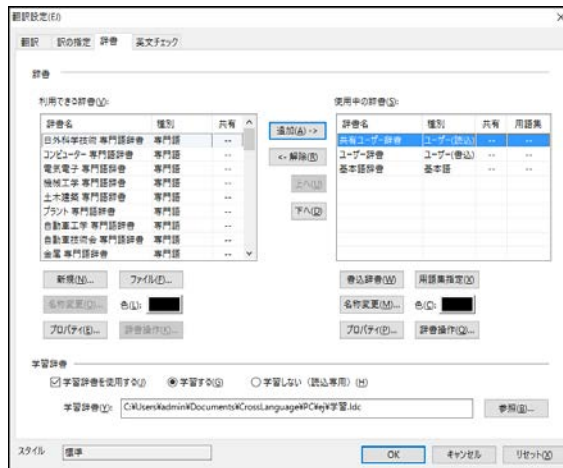 翻訳設定(EJ)
翻訳 訳の指定 辞書 英文チェック
辞書
利用できる辞書(V): 使用中の辞書(S):
辞書名 種別 共有
日外科学技術 専門語辞書 専門語 --
コンピューター 専門語辞書 専門語 --
電気電子 専門語辞書 専門語 --
機械工学 専門語辞書 専門語 --
土木建築 専門語辞書 専門語 --
プラント 専門語辞書 専門語 --
自動車工学 専門語辞書 専門語 --
自動車技術会 専門語辞書 専門語 --
金属 専門語辞書 専門語 --
追加(A) ->
<- 解除(R)
上へ(U)
下へ(D)
辞書名 種別 共有 用語集
共有ユーザー辞書 ユーザー(読込) -- --
ユーザー辞書 ユーザー(書込) -- --
基本語辞書 基本語 -- --
新規(N)... ファイル(F)... 書込辞書(W) 用語集指定(X)
名称変更(O)... 色(L): 名称変更(M)... 色(C):
プロパティ(E)... 辞書操作(K)... プロパティ(P)... 辞書操作(Q)...
学習辞書
学習辞書を使用する(J) 学習する(G) 学習しない（読込専用）(H)
学習辞書(Y): C:¥Users¥admin¥Documents¥CrossLanguage¥PC¥ej¥学習.ldc 参照(B)...
スタイル 標準 OK キャンセル リセット(Z)